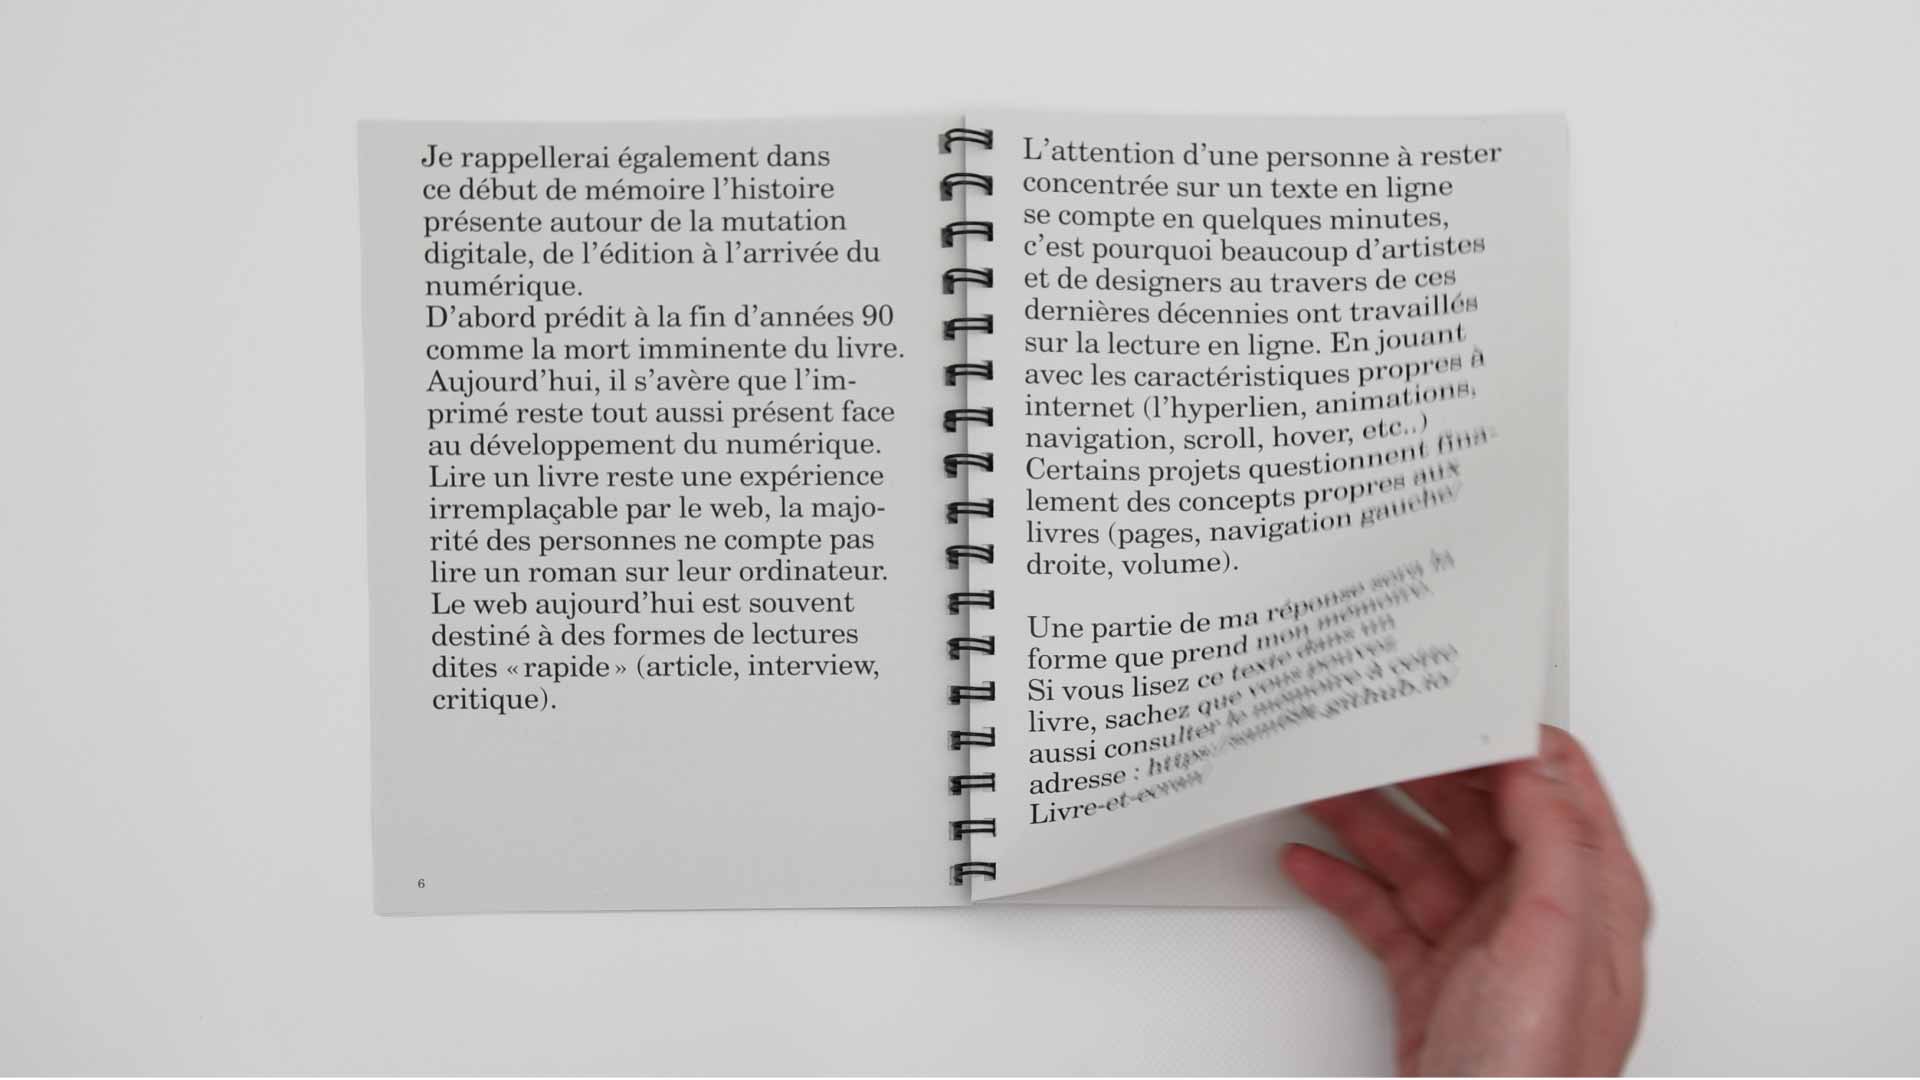 Je rappellerai également dans
ce début de mémoire l’histoire
présente autour de la mutation
digitale, de l’édition à l’arrivée du
numérique.
D’abord prédit à la fin d’années 90
comme la mort imminente du livre.
Aujourd’hui, il s’avère que l’im-
primé reste tout aussi présent face
au développement du numérique.
Lire un livre reste une expérience
irremplaçable par le web, la majo-
rité des personnes ne compte pas
lire un roman sur leur ordinateur.
Le web aujourd’hui est souvent
destiné à des formes de lectures
dites « rapide » (article, interview,
critique).
6
L’attention d’une personne à rester
concentrée sur un texte en ligne
se compte en quelques minutes,
c’est pourquoi beaucoup d’artistes
et de designers au travers de ces
dernières décennies ont travaillés
sur la lecture en ligne. En jouant
avec les caractéristiques propres à
internet (l’hyperlien, animations,
navigation, scroll, hover, etc..)
Certains projets questionnent fina-
lement des concepts propres aux
livres (pages, navigation gauche/
droite, volume).
Une partie de ma réponse sera la
forme que prend mon mémoire.
Si vous lisez ce texte dans un
livre, sachez que vous pouvez
aussi consulter le mémoire à cette
adresse : https:/
Livre-et-ecran